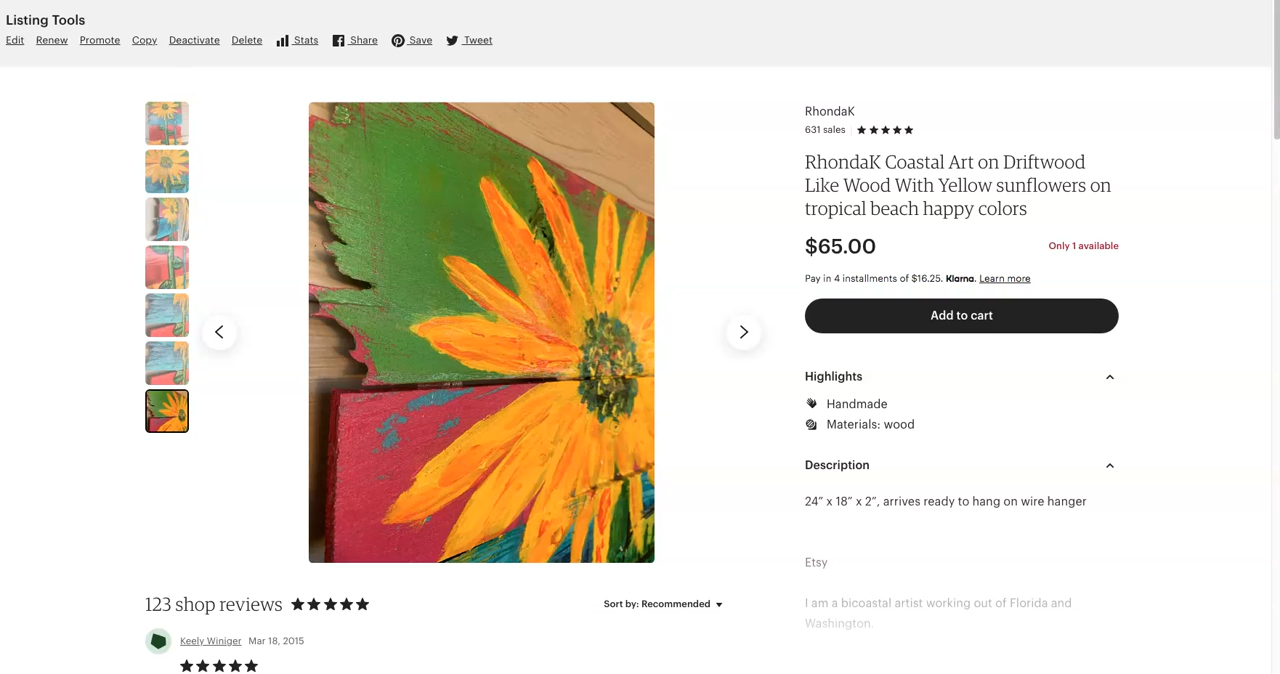 Listing Tools
Edit Renew Promote Copy Deactivate Delete Stats Share Save Tweet
RhondaK
631 sales
RhondaK Coastal Art on Driftwood
Like Wood With Yellow sunflowers on
tropical beach happy colors
$65.00 Only 1 available
Pay in 4 installments of $16.25. Klarna. Learn more
Add to cart
Highlights
Handmade
Materials: wood
Description
24” x 18” x 2”, arrives ready to hang on wire hanger
Etsy
I am a bicoastal artist working out of Florida and
Washington.
123 shop reviews
Sort by: Recommended
Keely Winiger Mar 18, 2015